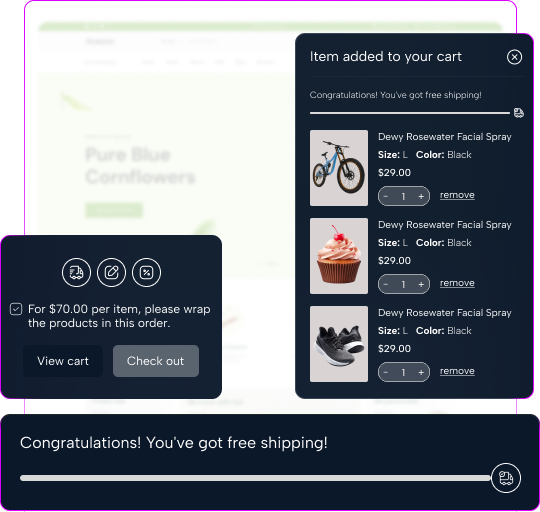 Item added to your cart
Congratulations! You've got free shipping!
Dewy Rosewater Facial Spray
Size: L Color: Black
$29.00
− 1 +
remove
Dewy Rosewater Facial Spray
Size: L Color: Black
$29.00
− 1 +
remove
Dewy Rosewater Facial Spray
Size: L Color: Black
$29.00
− 1 +
remove
Pure Blue
Cornflowers
For $70.00 per item, please wrap
the products in this order.
View cart
Check out
Congratulations! You've got free shipping!